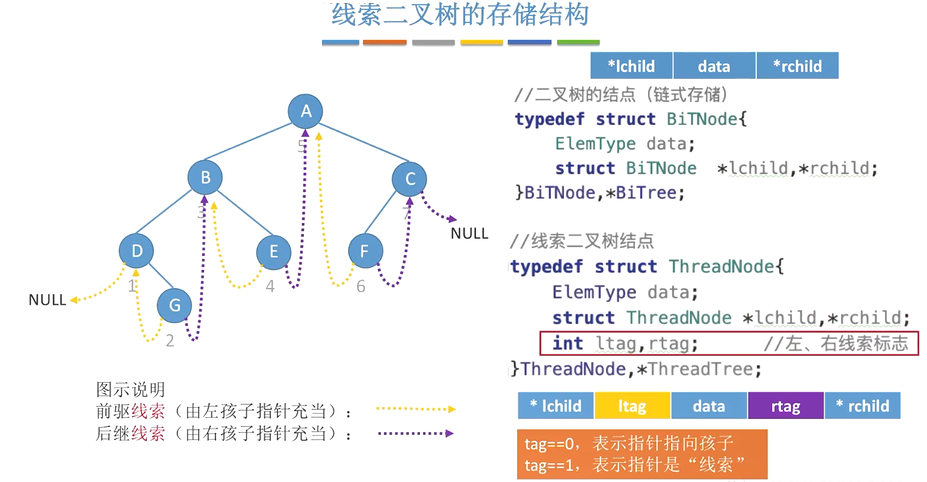 线索二叉树的存储结构
*lchild data *rchild
//二叉树的结点（链式存储）
typedef struct BiTNode{
ElemType data;
struct BiTNode *lchild,*rchild;
}BiTNode,*BiTree;
//线索二叉树结点
typedef struct ThreadNode{
ElemType data;
struct ThreadNode *lchild,*rchild;
int ltag,rtag; //左、右线索标志
}ThreadNode,*ThreadTree;
* lchild ltag data rtag * rchild
tag==0，表示指针指向孩子
tag==1，表示指针是“线索”
A
5
B
3
C
7
NULL
D
1
E
4
F
6
NULL
G
2
图示说明
前驱线索（由左孩子指针充当）：
后继线索（由右孩子指针充当）：